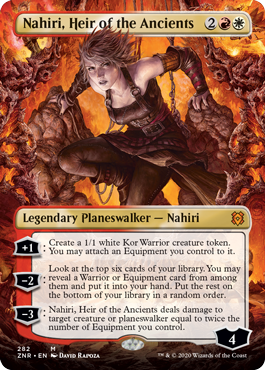 Nahiri, Heir of the Ancients 2
Legendary Planeswalker — Nahiri
+1: Create a 1/1 white Kor Warrior creature token.
You may attach an Equipment you control to it.
−2: Look at the top six cards of your library. You may
reveal a Warrior or Equipment card from among
them and put it into your hand. Put the rest on
the bottom of your library in a random order.
−3: Nahiri, Heir of the Ancients deals damage to
target creature or planeswalker equal to twice the
number of Equipment you control.
4
282 M
ZNR • EN DAVID RAPOZA
™ & © 2020 Wizards of the Coast